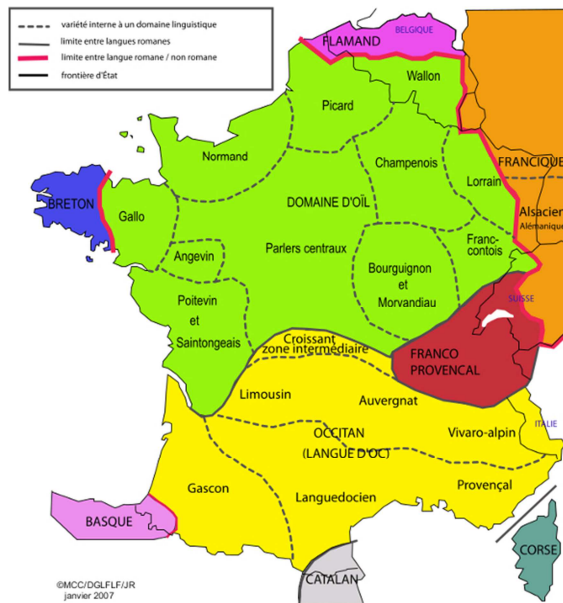 variété interne à un domaine linguistique
limite entre langues romanes
limite entre langue romane / non romane
frontière d'État
BELGIQUE
FLAMAND
Wallon
Picard
Normand
Champenois
Lorrain
FRANCIQUE
BRETON
Gallo
DOMAINE D'OÏL
Alsacien
Alémanique
Angevin
Parlers centraux
Franc-
comtois
Bourguignon
et
Morvandiau
Poitevin
et
Saintongeais
SUISSE
Croissant
zone intermédiaire
FRANCO
PROVENCAL
Limousin
Auvergnat
ITALIE
OCCITAN
(LANGUE D'OC)
Vivaro-alpin
Gascon
Languedocien
Provençal
BASQUE
CORSE
CATALAN
©MCC/DGLFLF/JR
janvier 2007